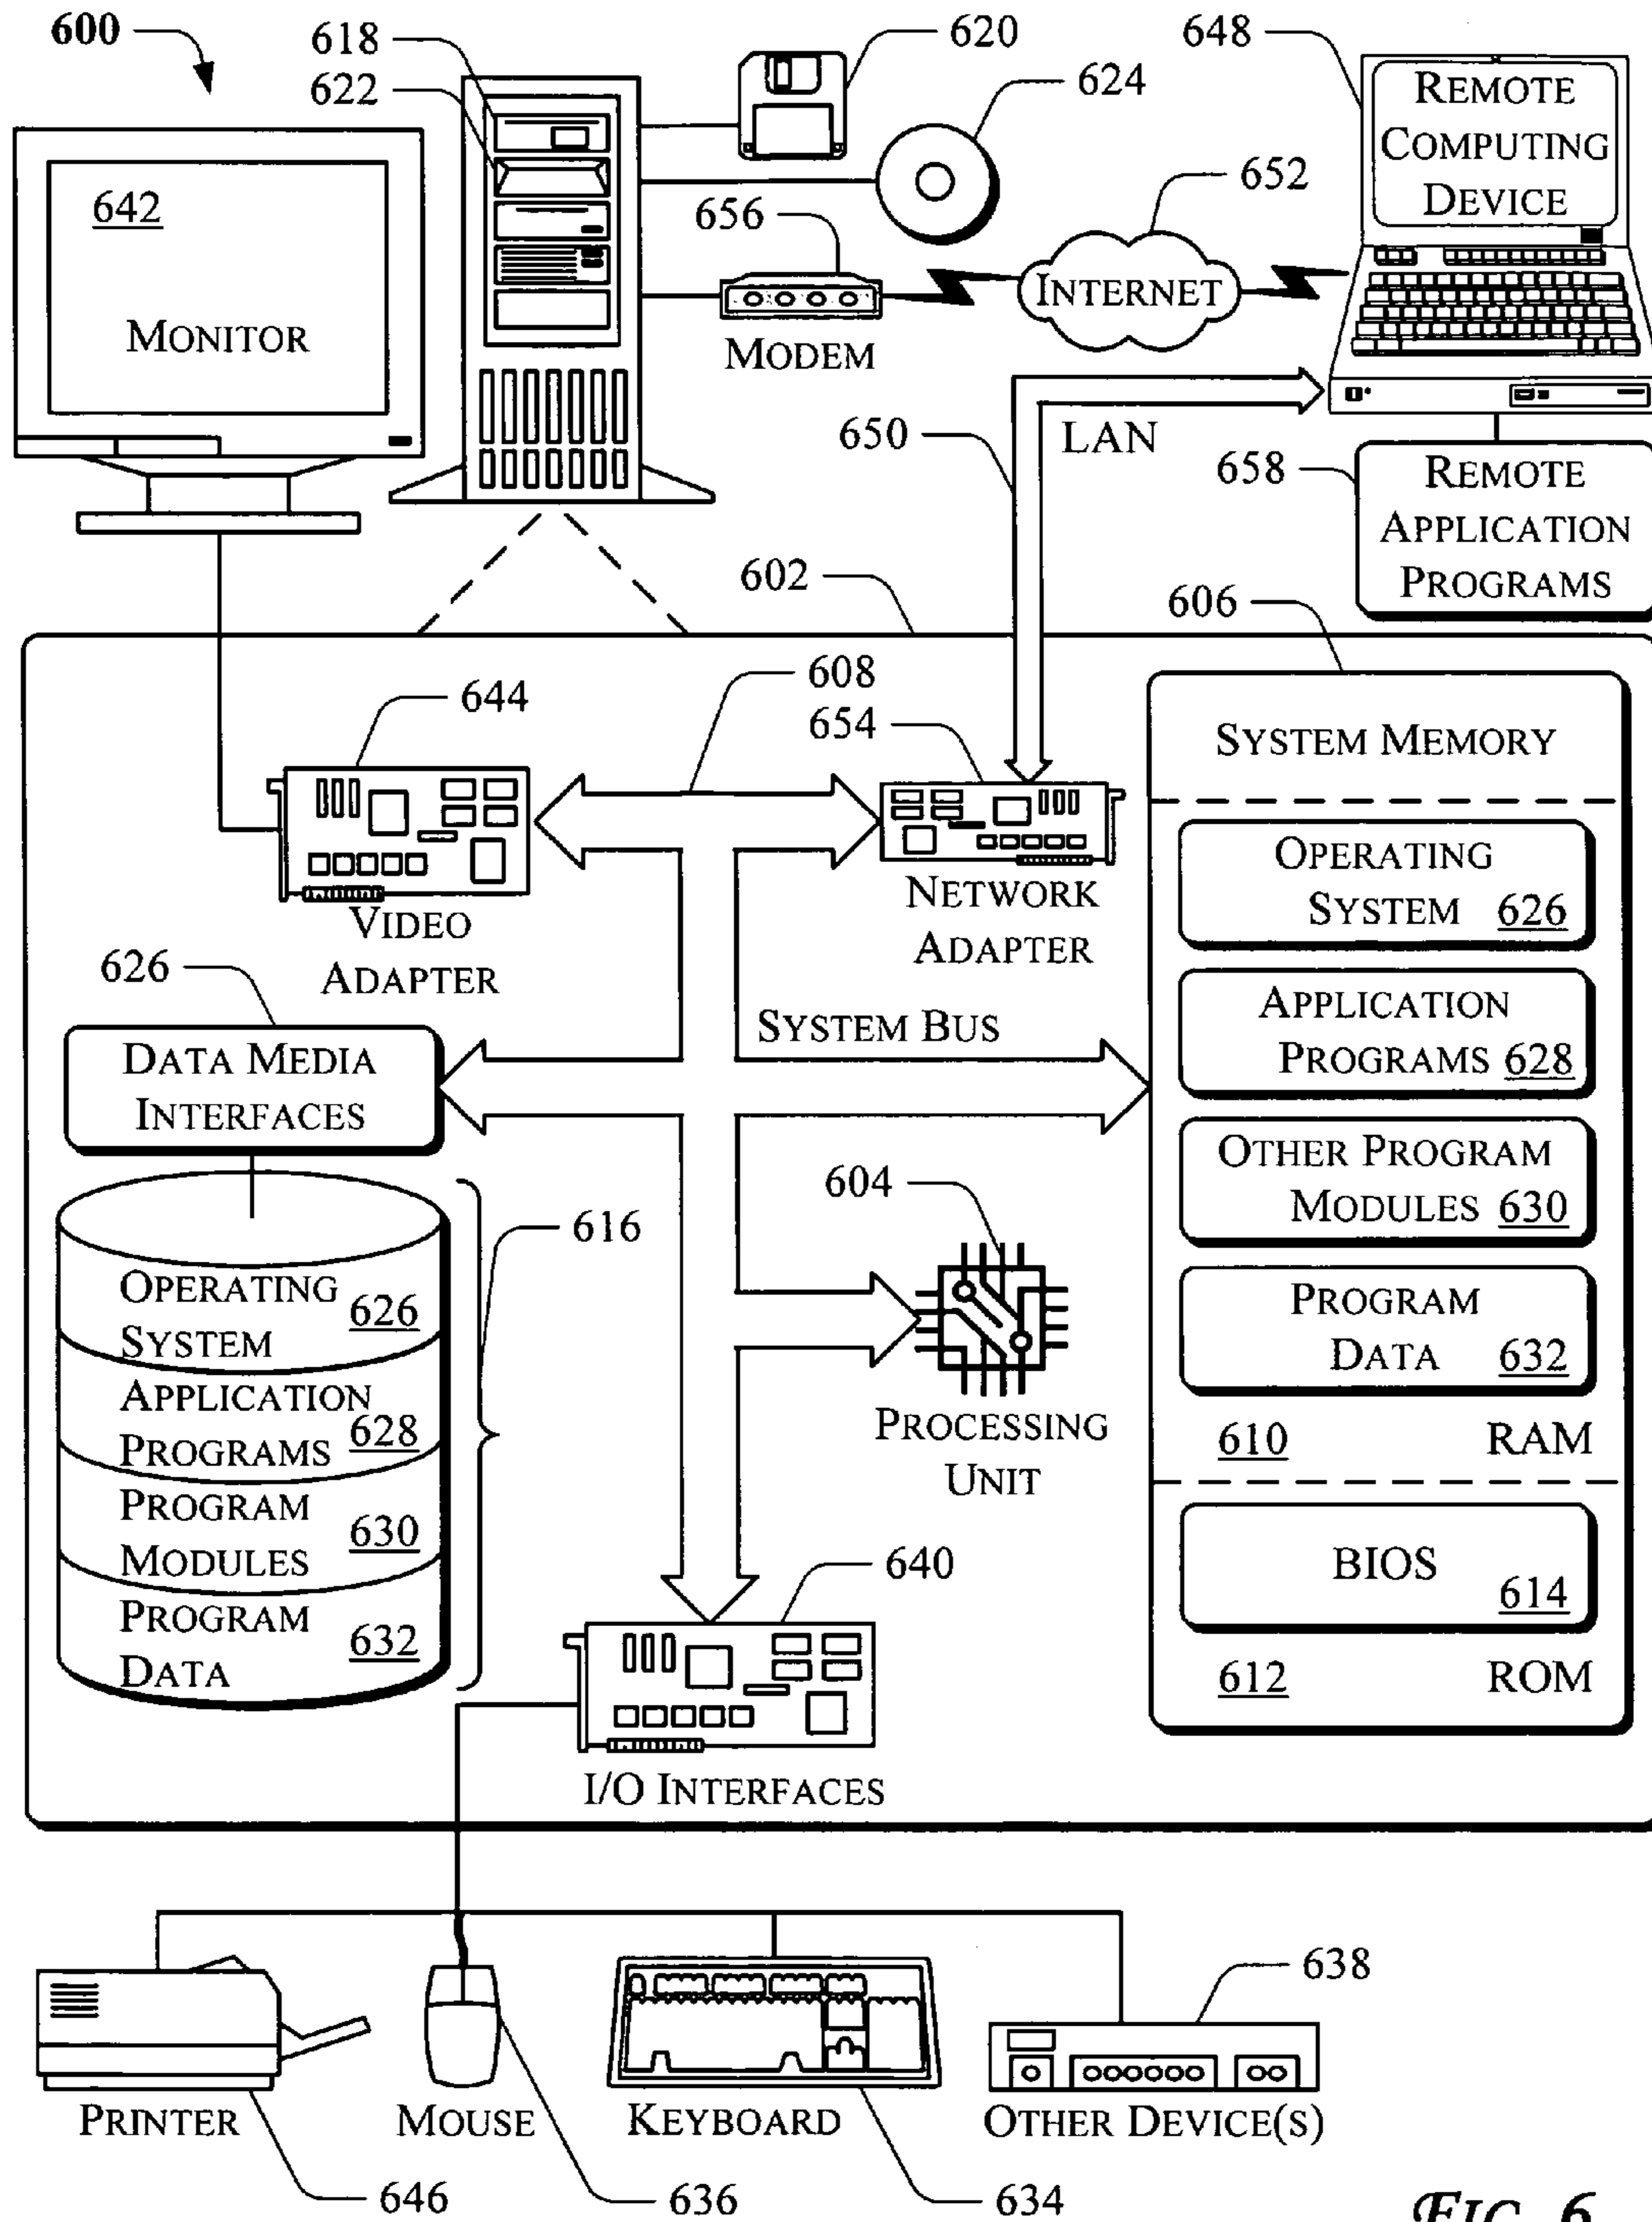 600
618
622
620
624
648
REMOTE
COMPUTING
DEVICE
642
MONITOR
656
MODEM
652
INTERNET
650
LAN
658
REMOTE
APPLICATION
PROGRAMS
602
606
608
644
654
VIDEO
ADAPTER
NETWORK
ADAPTER
SYSTEM MEMORY
OPERATING
SYSTEM 626
APPLICATION
PROGRAMS 628
OTHER PROGRAM
MODULES 630
PROGRAM
DATA 632
610 RAM
BIOS
614
612 ROM
626
DATA MEDIA
INTERFACES
SYSTEM BUS
616
OPERATING
SYSTEM 626
APPLICATION
PROGRAMS 628
PROGRAM
MODULES 630
PROGRAM
DATA 632
604
PROCESSING
UNIT
640
I/O INTERFACES
638
PRINTER
MOUSE
KEYBOARD
OTHER DEVICE(S)
646
636
634
FIG. 6